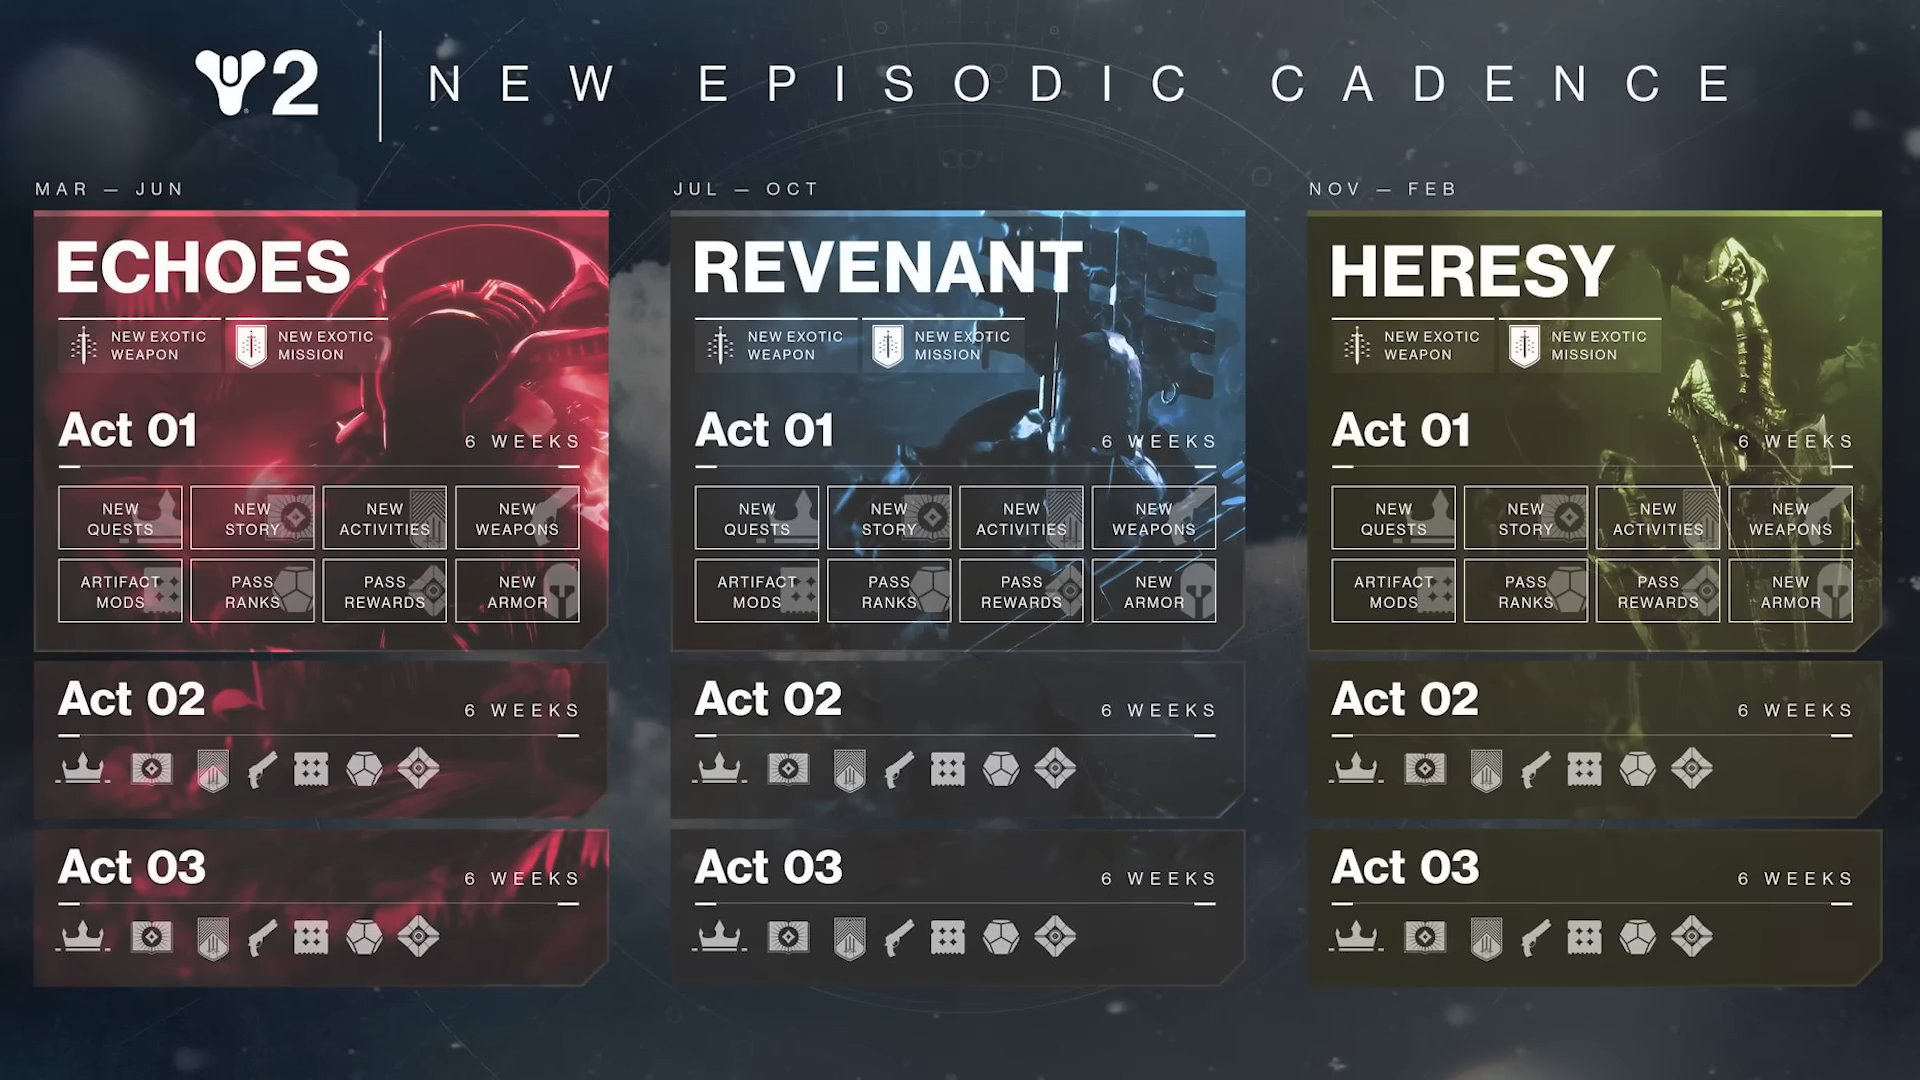 2 NEW EPISODIC CADENCE
MAR — JUN
ECHOES
NEW EXOTIC
WEAPON
NEW EXOTIC
MISSION
Act 01
6 WEEKS
NEW
QUESTS
NEW
STORY
NEW
ACTIVITIES
NEW
WEAPONS
ARTIFACT
MODS
PASS
RANKS
PASS
REWARDS
NEW
ARMOR
Act 02
6 WEEKS
Act 03
6 WEEKS
JUL — OCT
REVENANT
NEW EXOTIC
WEAPON
NEW EXOTIC
MISSION
Act 01
6 WEEKS
NEW
QUESTS
NEW
STORY
NEW
ACTIVITIES
NEW
WEAPONS
ARTIFACT
MODS
PASS
RANKS
PASS
REWARDS
NEW
ARMOR
Act 02
6 WEEKS
Act 03
6 WEEKS
NOV — FEB
HERESY
NEW EXOTIC
WEAPON
NEW EXOTIC
MISSION
Act 01
6 WEEKS
NEW
QUESTS
NEW
STORY
NEW
ACTIVITIES
NEW
WEAPONS
ARTIFACT
MODS
PASS
RANKS
PASS
REWARDS
NEW
ARMOR
Act 02
6 WEEKS
Act 03
6 WEEKS